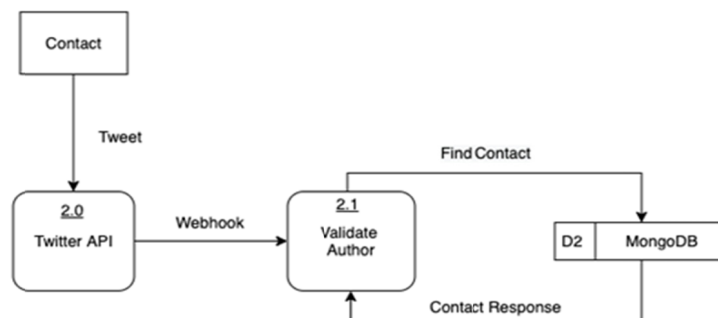 Contact
Tweet
Find Contact
2.0
Twitter API
Webhook
2.1
Validate
Author
D2
MongoDB
Contact Response